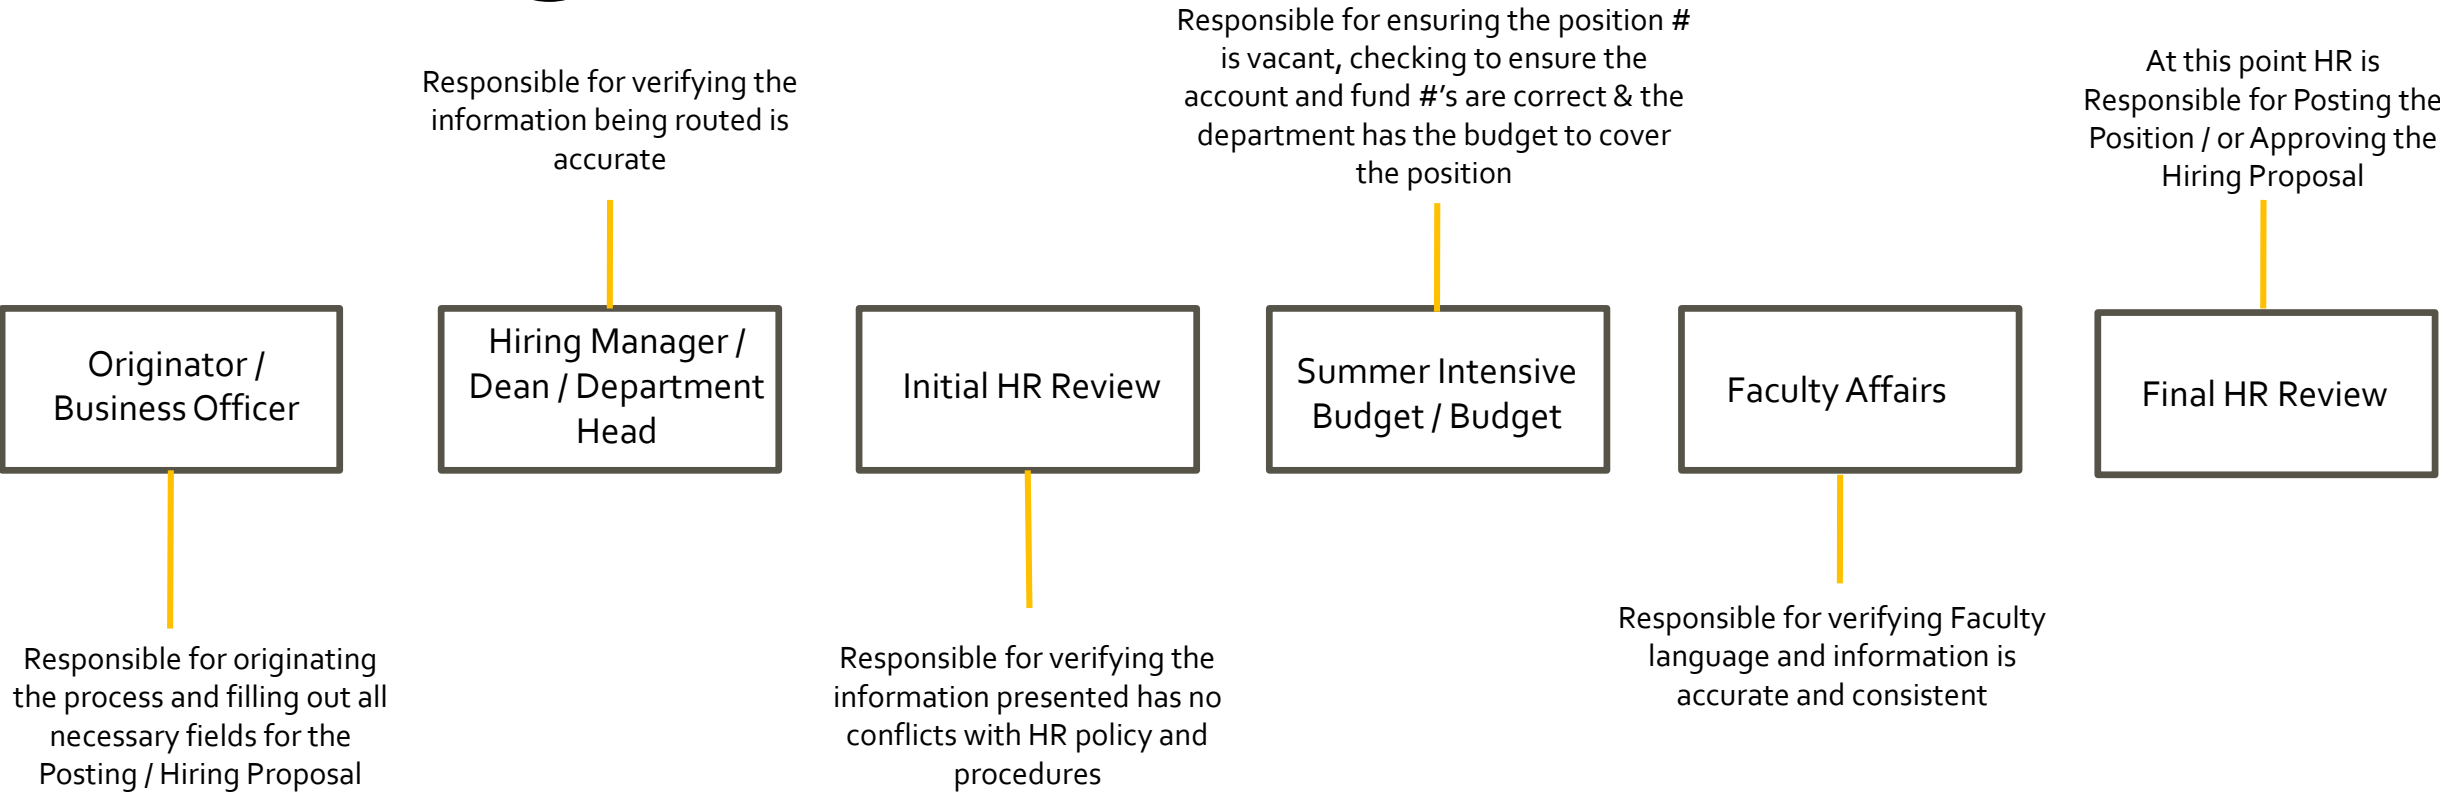 Responsible for verifying the
information being routed is
accurate
Responsible for ensuring the position #
is vacant, checking to ensure the
account and fund #'s are correct & the
department has the budget to cover
the position
At this point HR is
Responsible for Posting the
Position / or Approving the
Hiring Proposal
Originator /
Business Officer
Hiring Manager /
Dean / Department
Head
Initial HR Review
Summer Intensive
Budget / Budget
Faculty Affairs
Final HR Review
Responsible for originating
the process and filling out all
necessary fields for the
Posting / Hiring Proposal
Responsible for verifying the
information presented has no
conflicts with HR policy and
procedures
Responsible for verifying Faculty
language and information is
accurate and consistent